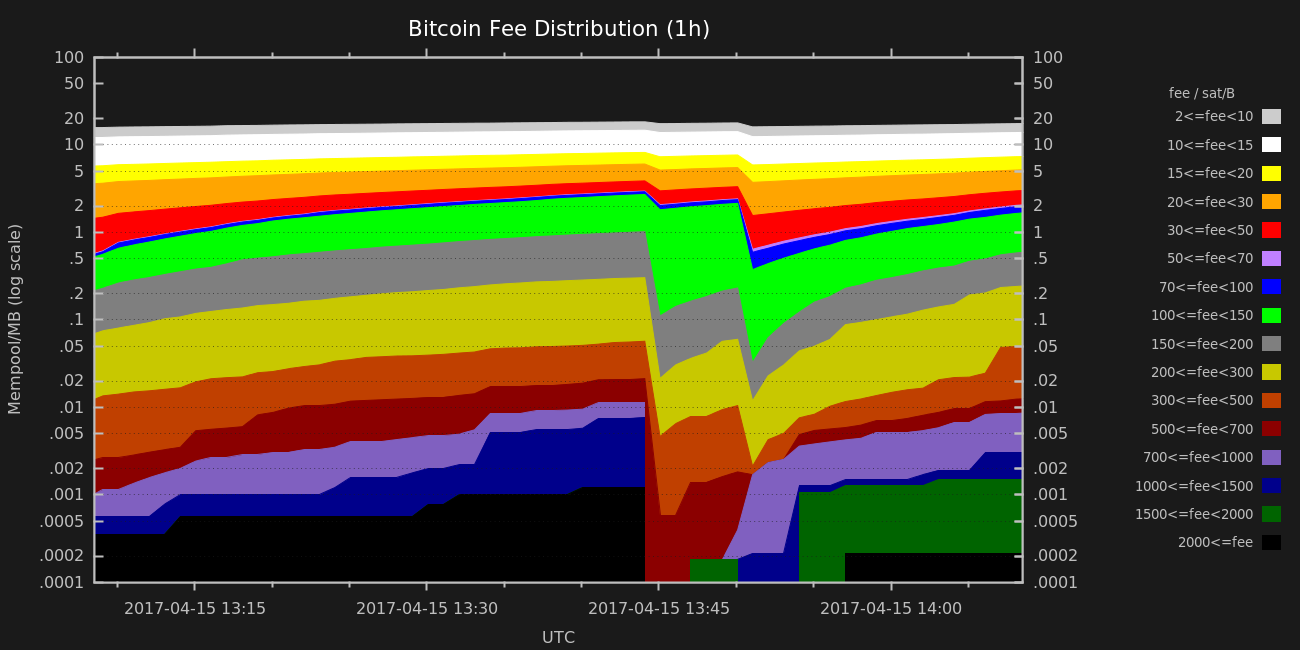 Bitcoin Fee Distribution (1h)
100
50
20
10
5
2
1
.5
.2
.1
.05
.02
.01
.005
.002
.001
.0005
.0002
.0001
Mempool/MB (log scale)
100
50
20
10
5
2
1
.5
.2
.1
.05
.02
.01
.005
.002
.001
.0005
.0002
.0001
fee / sat/B
2<=fee<10
10<=fee<15
15<=fee<20
20<=fee<30
30<=fee<50
50<=fee<70
70<=fee<100
100<=fee<150
150<=fee<200
200<=fee<300
300<=fee<500
500<=fee<700
700<=fee<1000
1000<=fee<1500
1500<=fee<2000
2000<=fee
2017-04-15 13:15 2017-04-15 13:30 2017-04-15 13:45 2017-04-15 14:00
UTC